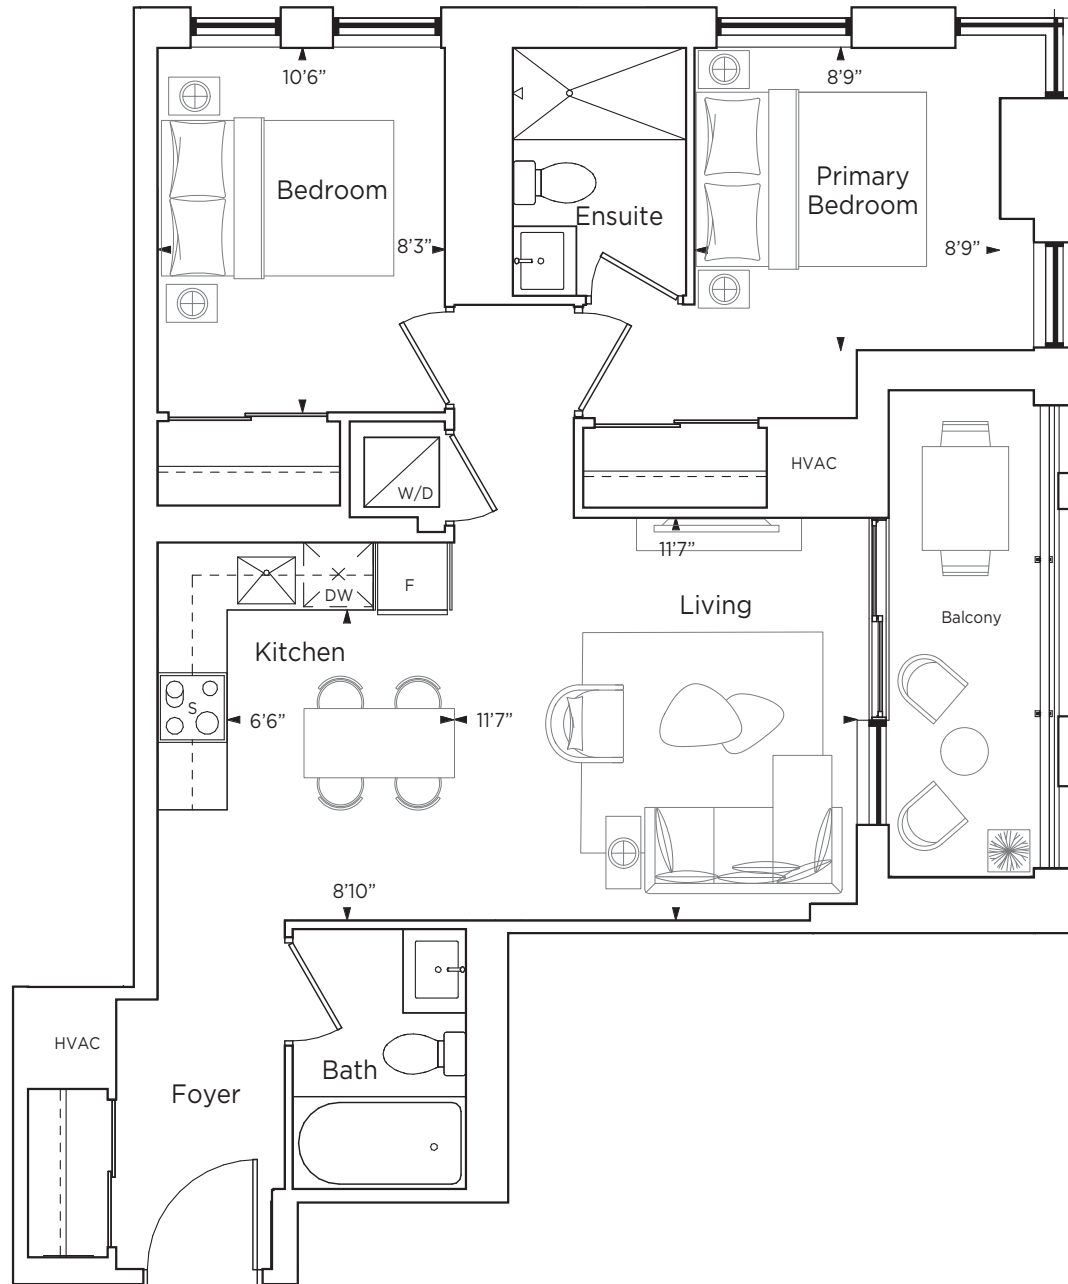 10’6”
8’9”
Bedroom
Primary
Bedroom
Ensuite
8’3”
8’9”
HVAC
W/D
11’7”
DW
F
Living
Balcony
Kitchen
S
6’6”
11’7”
8’10”
HVAC
Bath
Foyer